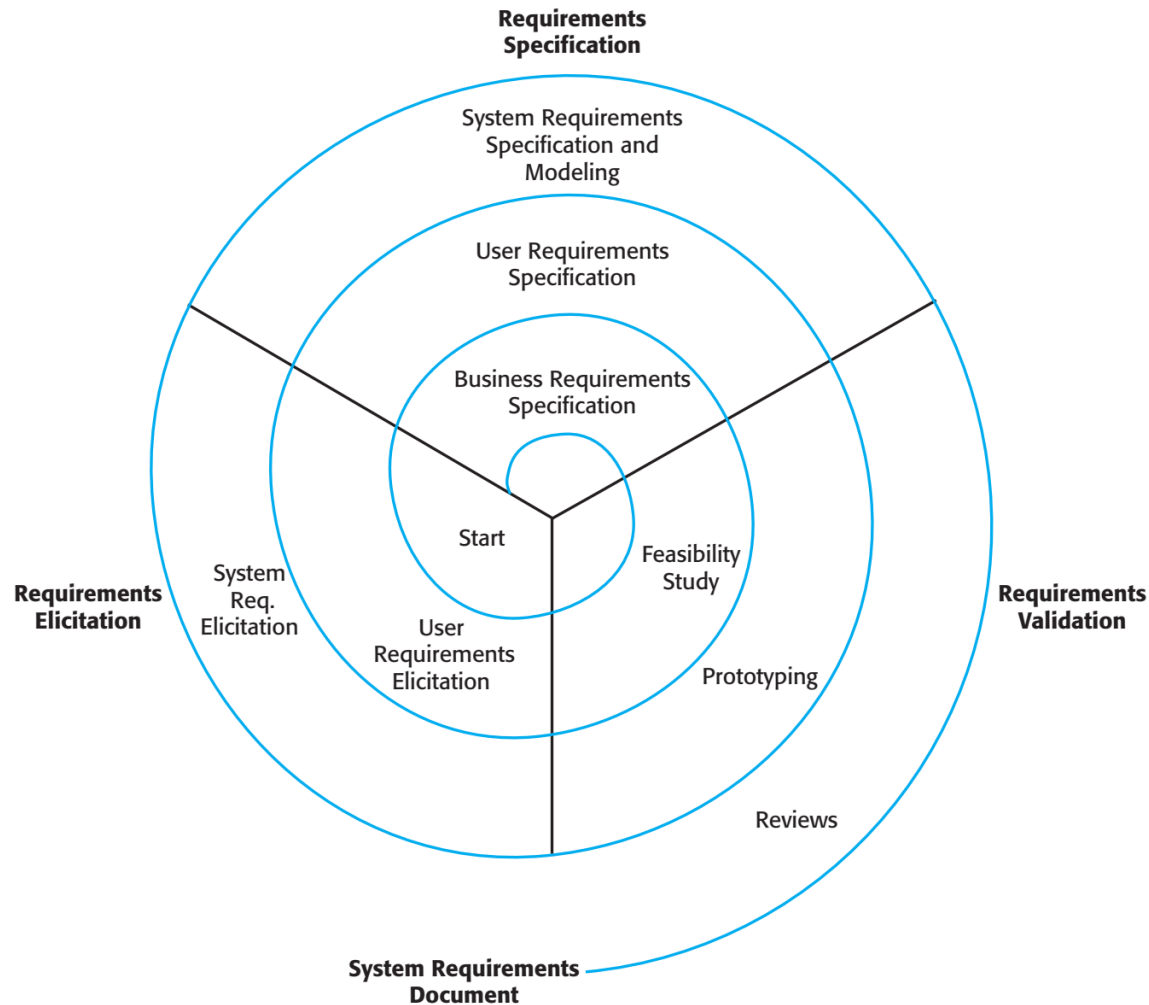 Requirements
Specification
System Requirements
Specification and
Modeling
User Requirements
Specification
Business Requirements
Specification
Start
Feasibility
Study
System
Req.
Elicitation
Requirements
Elicitation
Requirements
Validation
User
Requirements
Elicitation
Prototyping
Reviews
System Requirements
Document